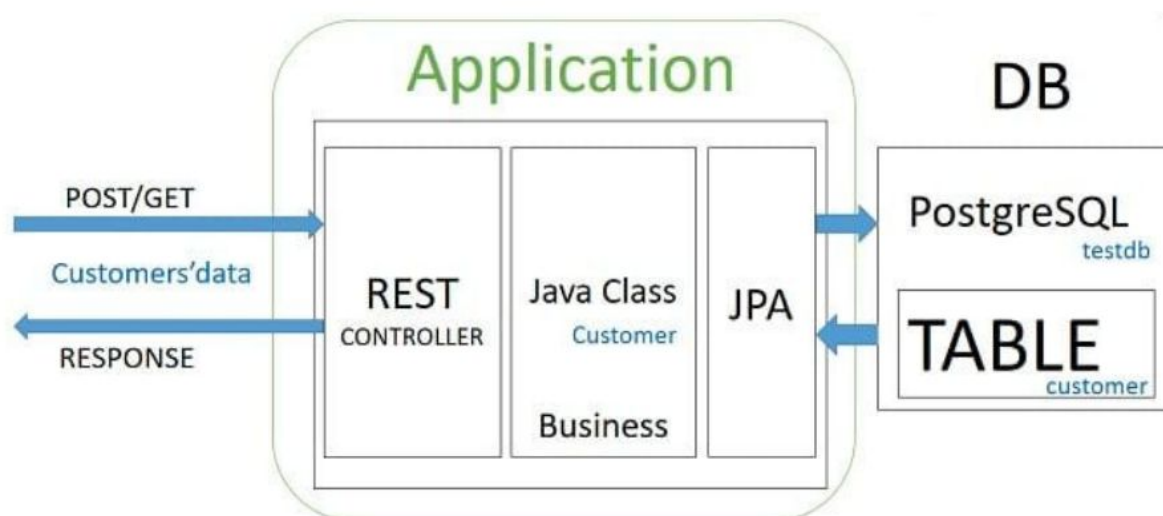 Application
DB
POST/GET
Customers'data
RESPONSE
REST
CONTROLLER
Java Class
Customer
Business
JPA
PostgreSQL
testdb
TABLE
customer